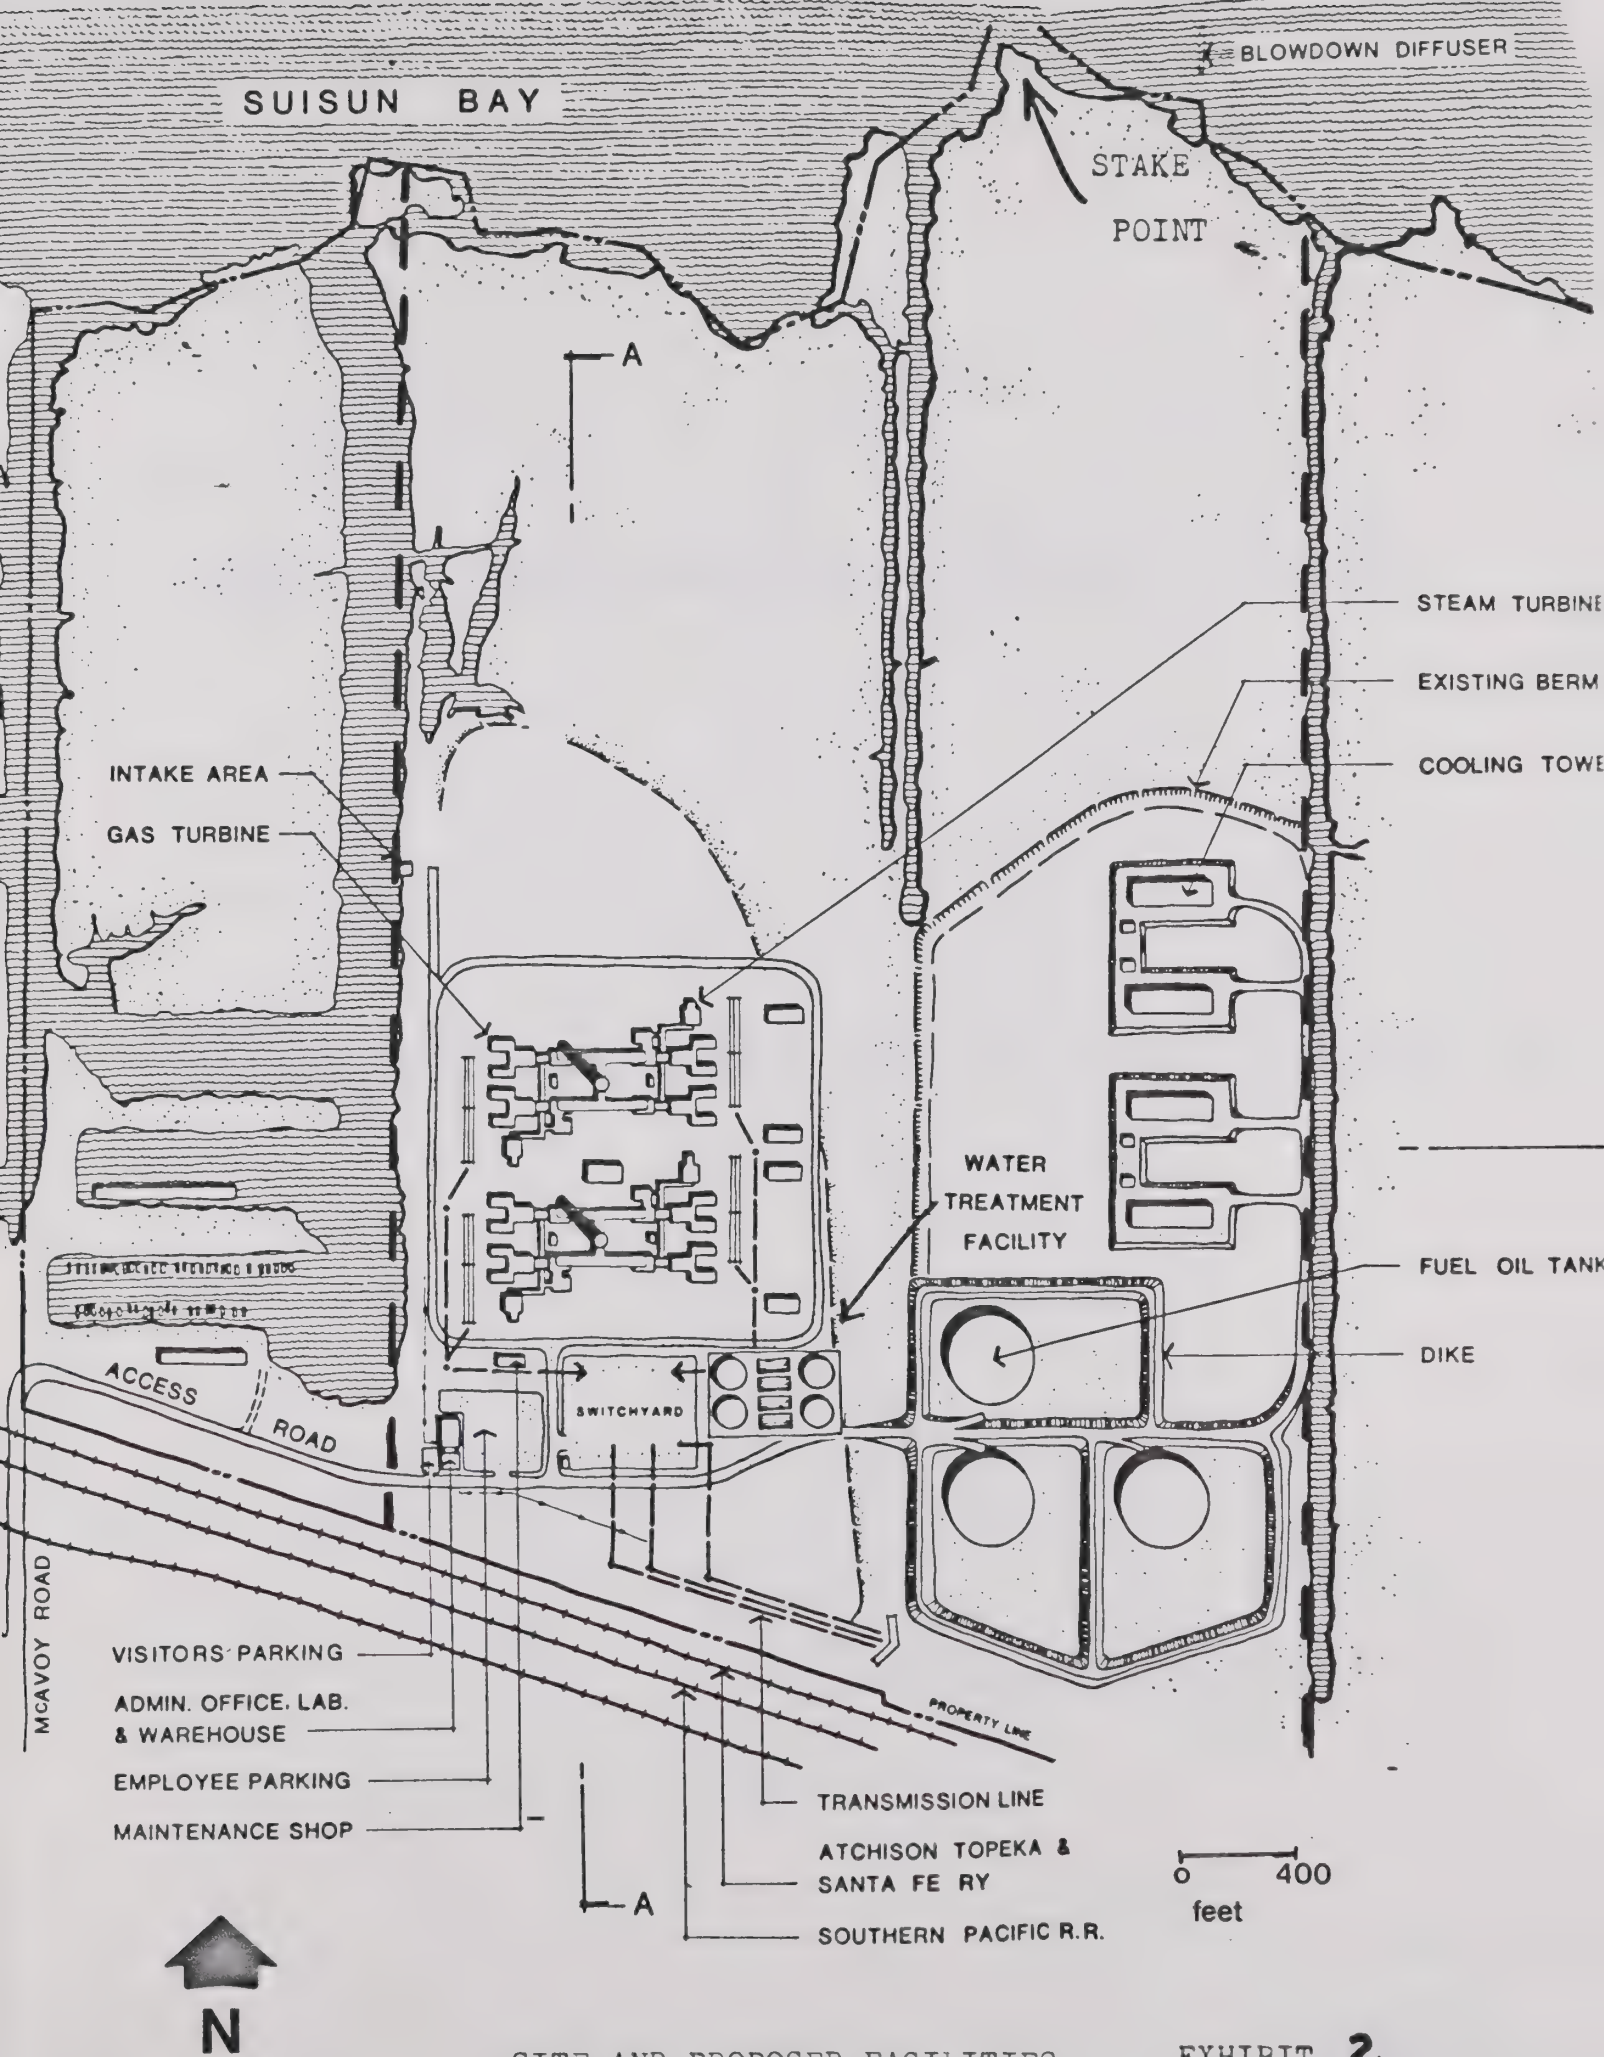 BLOWDOWN DIFFUSER
SUISUN BAY
STAKE
POINT
A
STEAM TURBINE
EXISTING BERM
COOLING TOWE
INTAKE AREA
GAS TURBINE
WATER
TREATMENT
FACILITY
FUEL OIL TANK
DIKE
ACCESS
ROAD
SWITCHYARD
MCAVOY ROAD
VISITORS' PARKING
ADMIN. OFFICE, LAB.
& WAREHOUSE
EMPLOYEE PARKING
MAINTENANCE SHOP
PROPERTY LINE
TRANSMISSION LINE
ATCHISON TOPEKA &
SANTA FE RY
SOUTHERN PACIFIC R.R.
A
0 400
feet
N
SITE AND PROPOSED FACILITIES
EXHIBIT 2